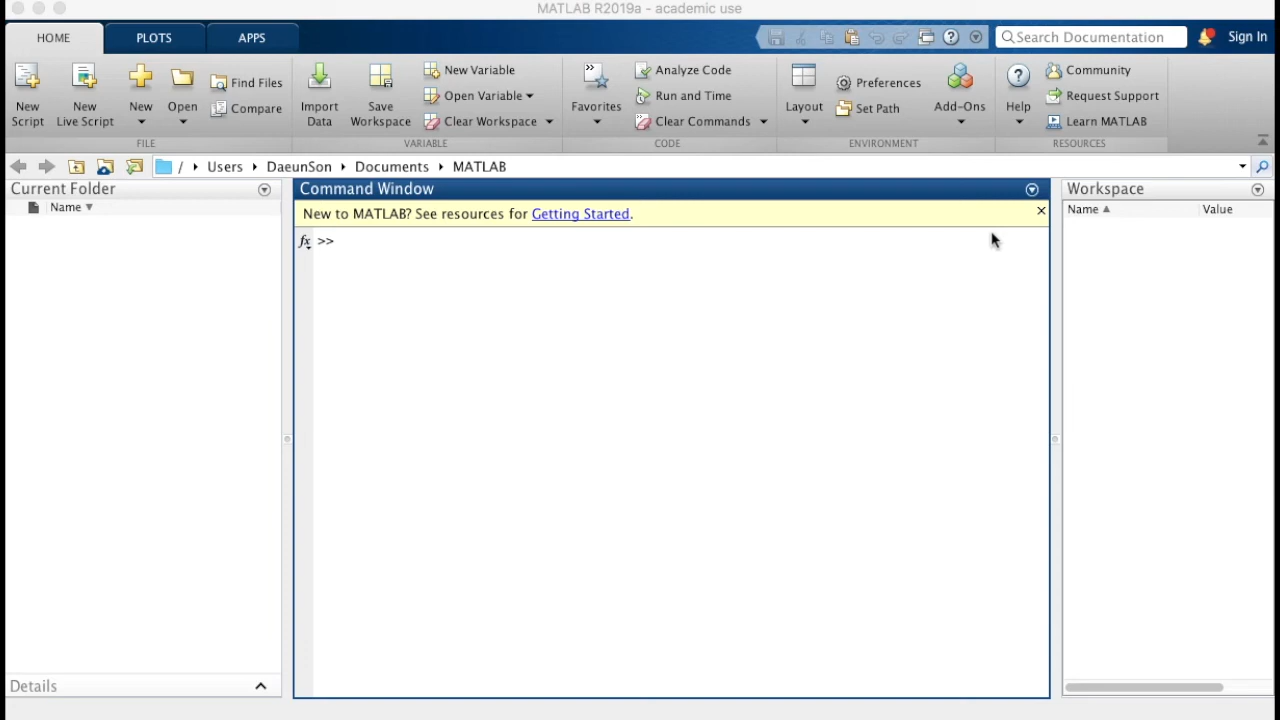 MATLAB R2019a - academic use
HOME PLOTS APPS
Search Documentation Sign In
New Script
New Live Script
New
Open
Find Files
Compare
FILE
Import Data
Save Workspace
New Variable
Open Variable
Clear Workspace
VARIABLE
Favorites
Analyze Code
Run and Time
Clear Commands
CODE
Layout
Preferences
Set Path
Add-Ons
ENVIRONMENT
Help
Community
Request Support
Learn MATLAB
RESOURCES
/ Users DaeunSon Documents MATLAB
Current Folder
Name
Details
Command Window
New to MATLAB? See resources for Getting Started.
fx >>
Workspace
Name Value